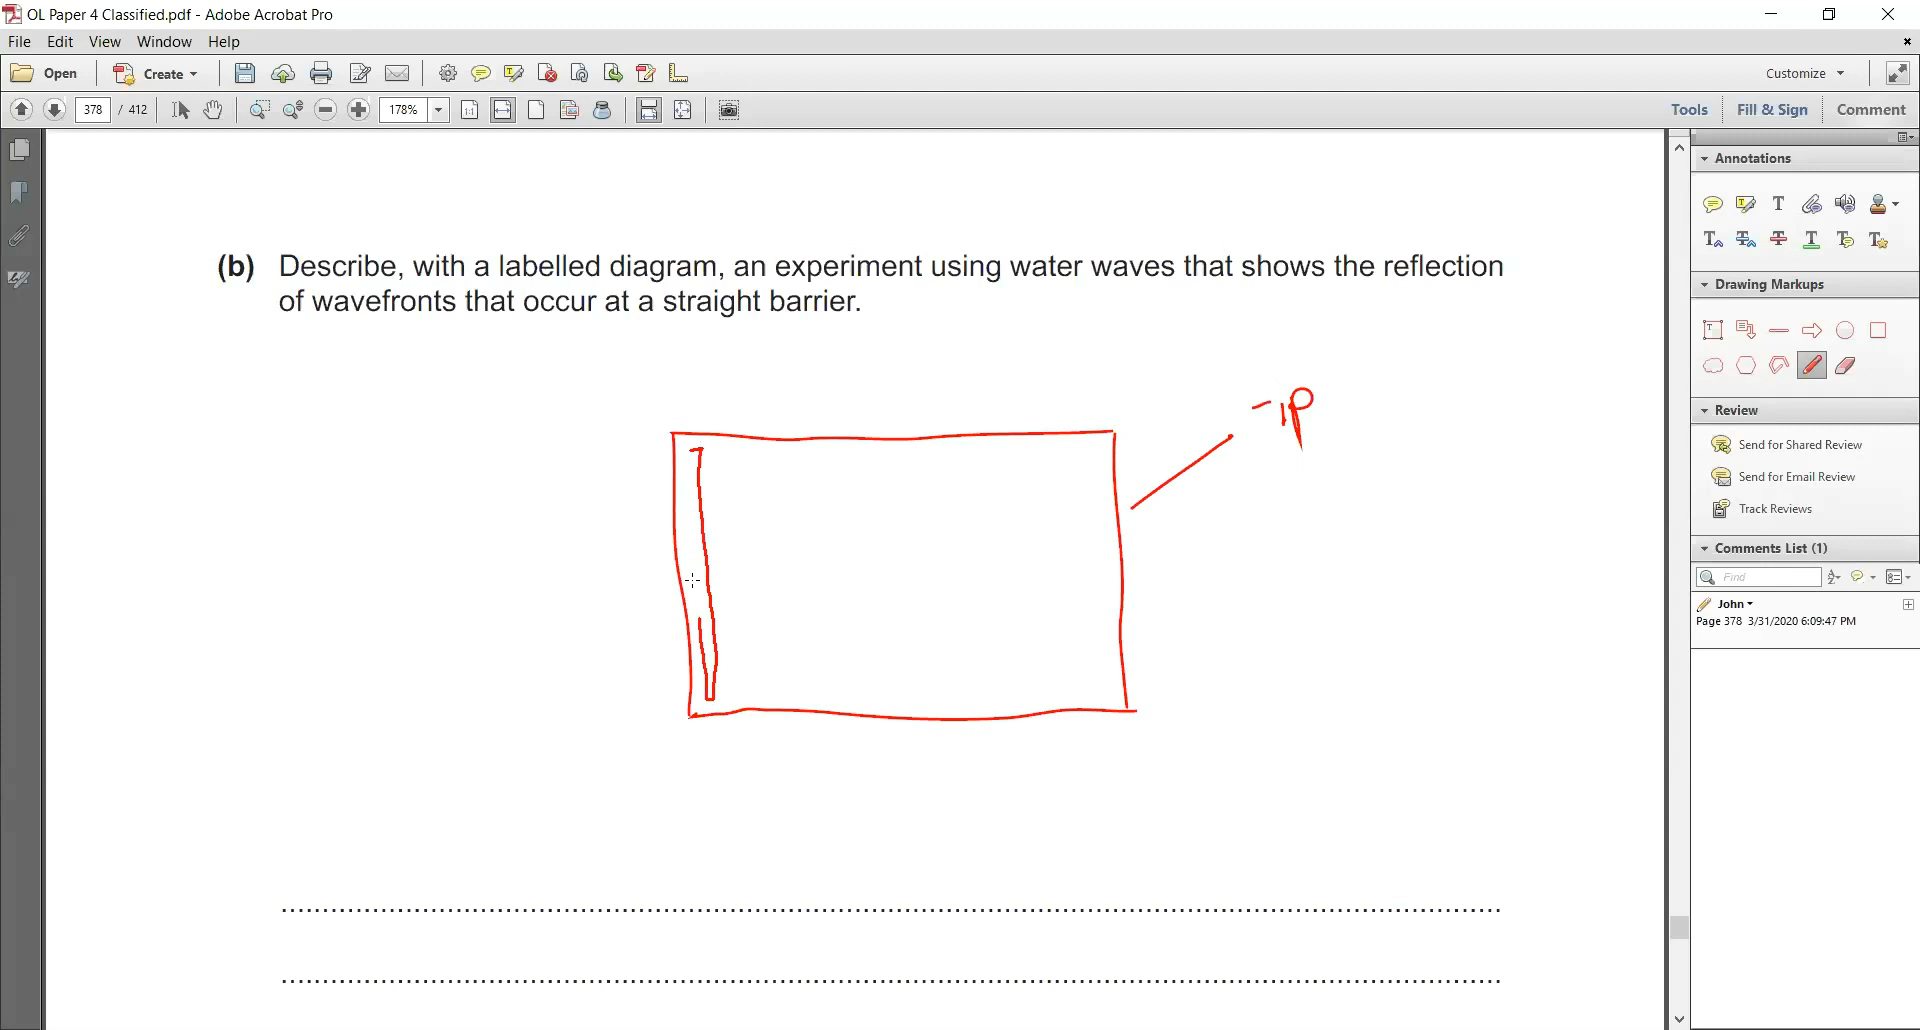 OL Paper 4 Classified.pdf - Adobe Acrobat Pro
File Edit View Window Help
Open Create Customize
378 / 412 178% Tools Fill & Sign Comment
Annotations
Drawing Markups
Review
Send for Shared Review
Send for Email Review
Track Reviews
Comments List (1)
Find
John
Page 378 3/31/2020 6:09:47 PM
(b) Describe, with a labelled diagram, an experiment using water waves that shows the reflection
of wavefronts that occur at a straight barrier.